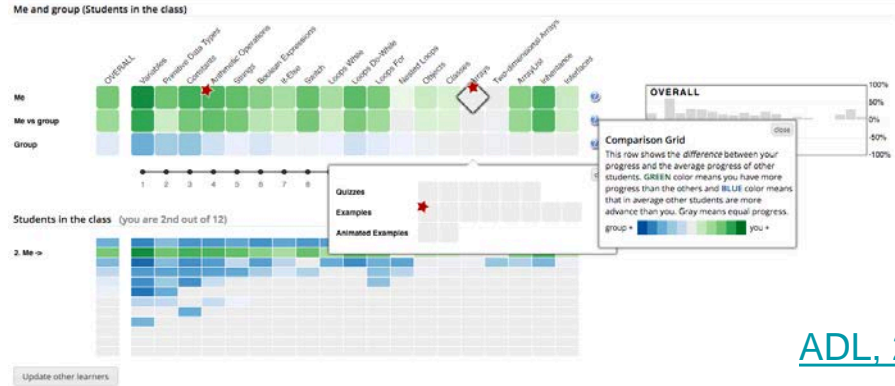 Me and group (Students in the class)
OVERALL
Variables
Primitive Data Types
Constants
Arithmetic Operations
Strings
Boolean Expressions
If-Else
Switch
Loops While
Loops Do-While
Loops For
Nested Loops
Objects
Classes
Arrays
Two-dimensional Arrays
ArrayList
Inheritance
Interfaces
Me
Me vs group
Group
OVERALL
100%
50%
0%
-50%
-100%
close
Comparison Grid
This row shows the difference between your
progress and the average progress of other
students. GREEN color means you have more
progress than the others and BLUE color means
that in average other students are more
advance than you. Gray means equal progress.
group +
you +
1 2 3 4 5 6 7 8
Quizzes
Examples
Animated Examples
Students in the class (you are 2nd out of 12)
2. Me ->
ADL,
Update other learners